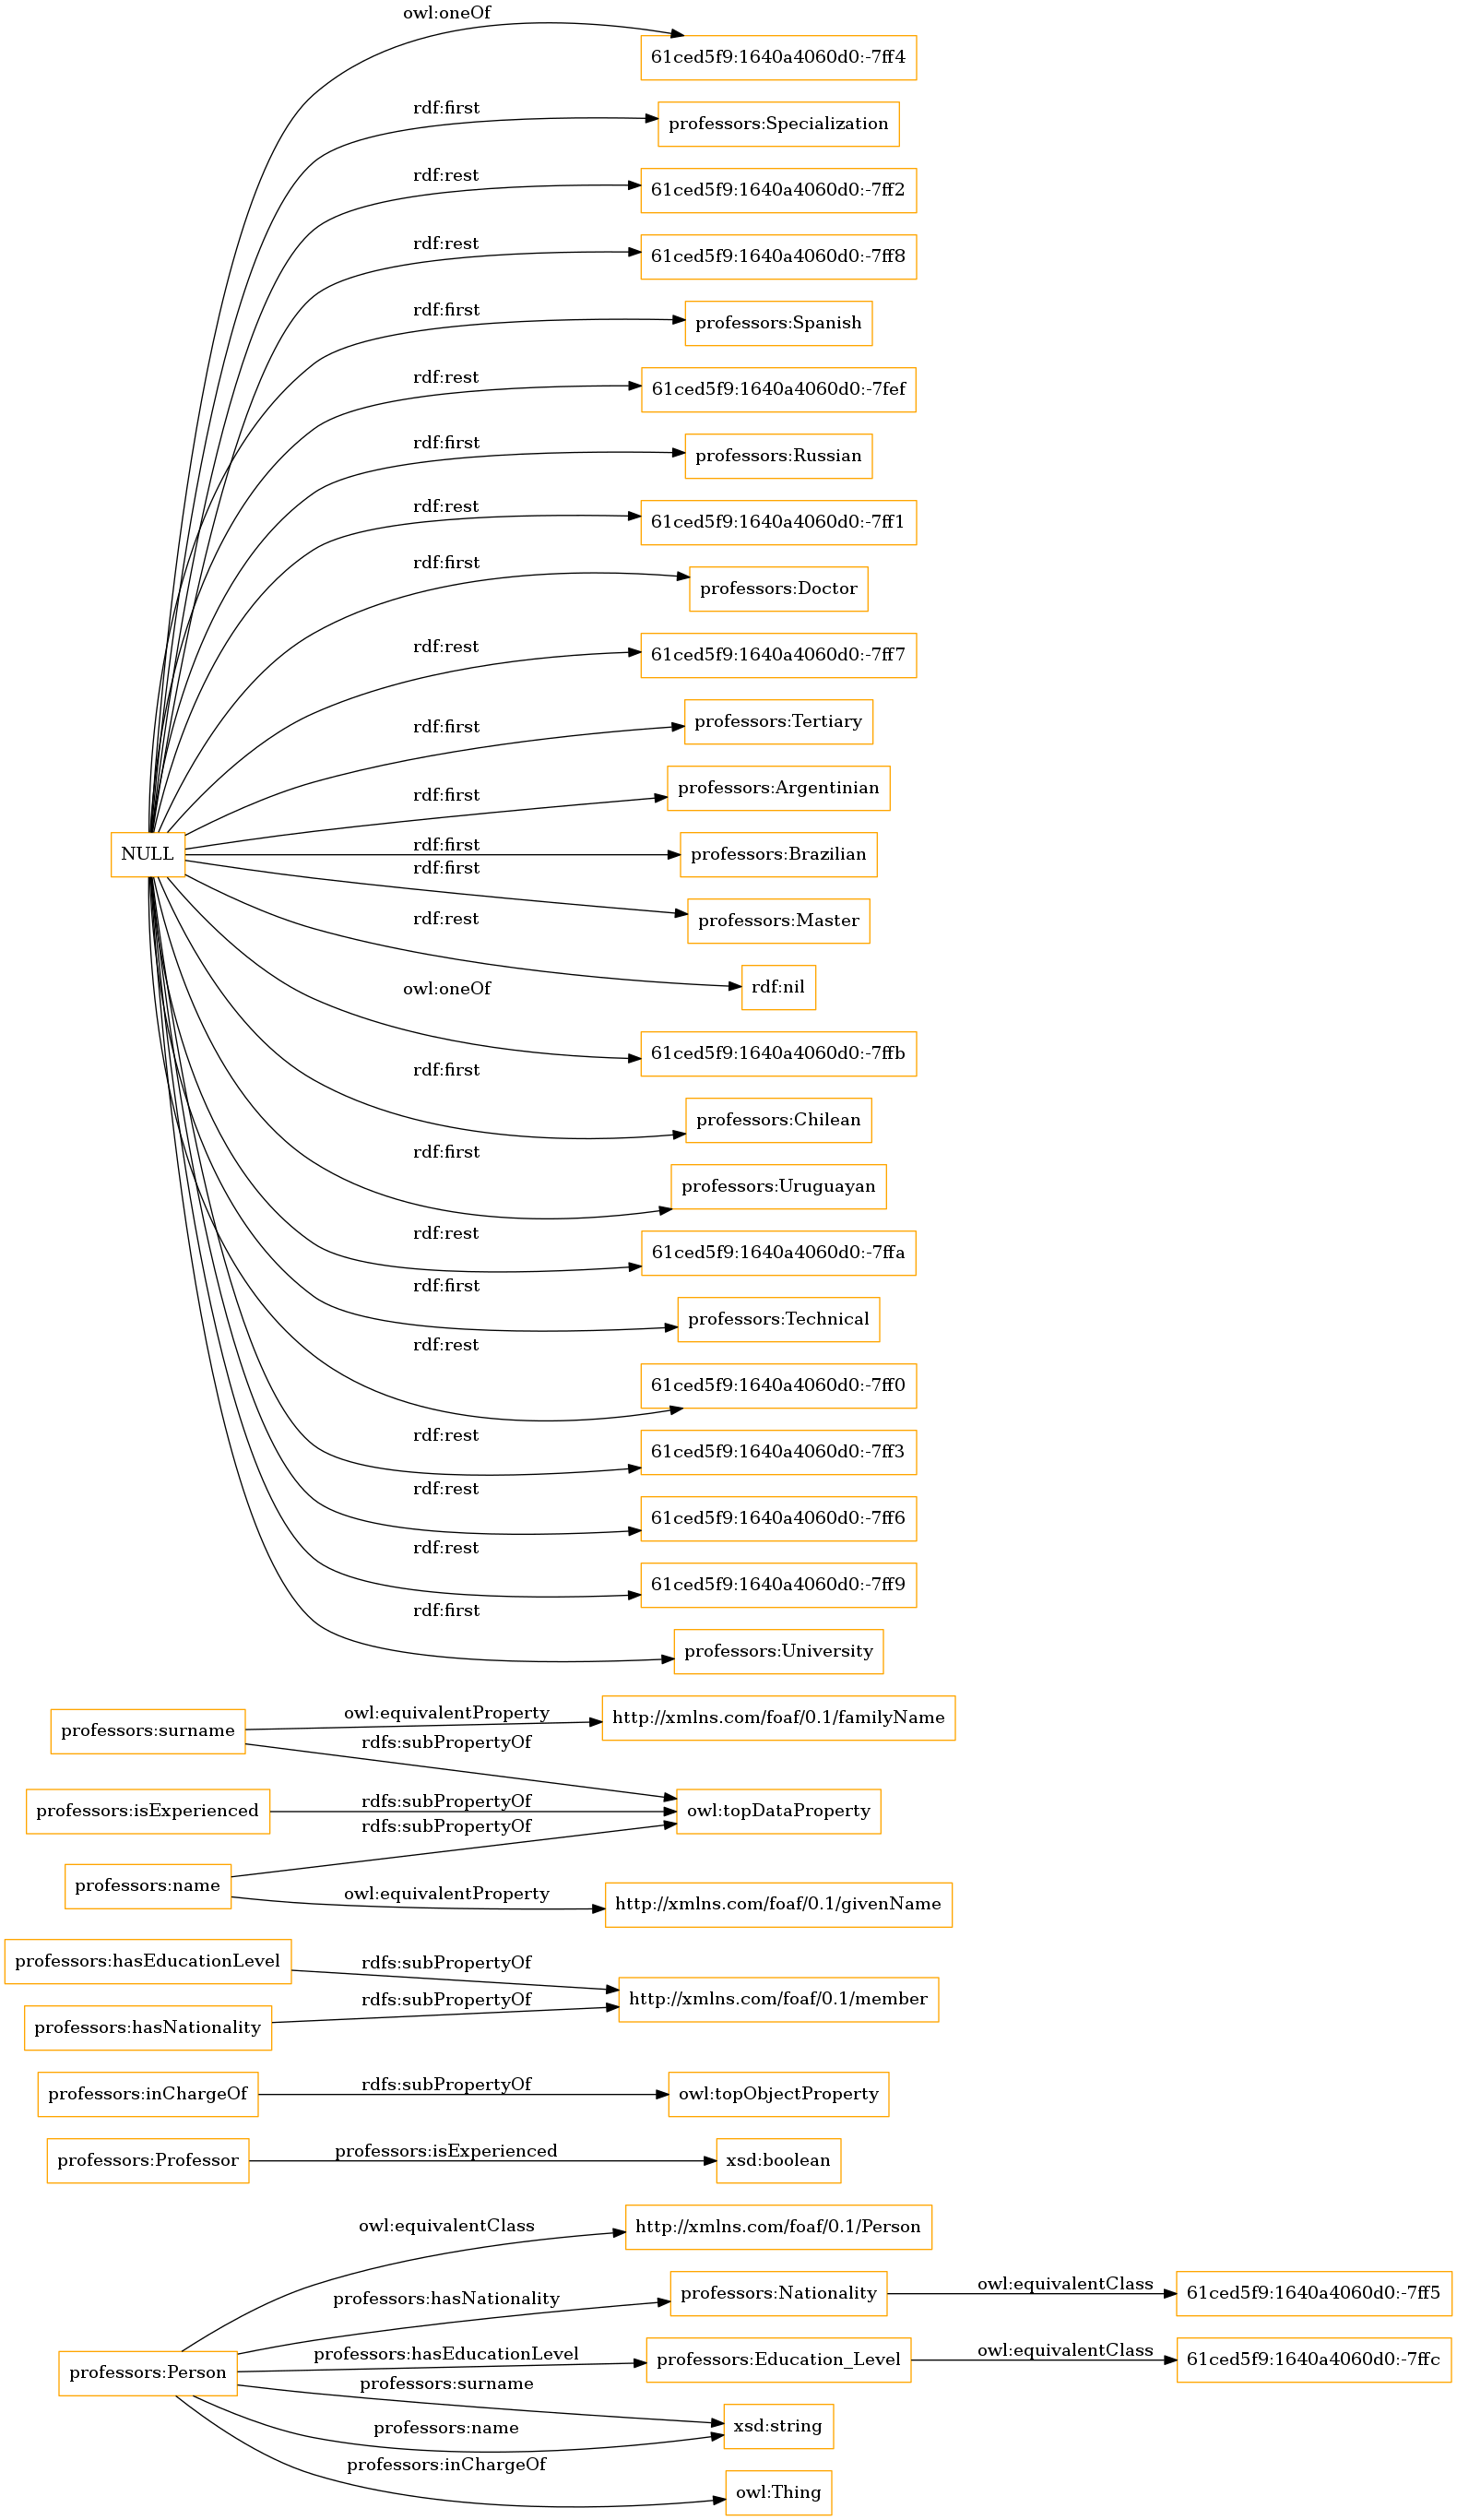 owl:oneOf
61ced5f9:1640a4060d0:-7ff4
rdf:first
professors:Specialization
rdf:rest
61ced5f9:1640a4060d0:-7ff2
rdf:rest
61ced5f9:1640a4060d0:-7ff8
rdf:first
professors:Spanish
rdf:rest
61ced5f9:1640a4060d0:-7fef
rdf:first
professors:Russian
rdf:rest
61ced5f9:1640a4060d0:-7ff1
rdf:first
professors:Doctor
rdf:rest
61ced5f9:1640a4060d0:-7ff7
rdf:first
professors:Tertiary
rdf:first
professors:Argentinian
NULL
rdf:first
professors:Brazilian
rdf:first
professors:Master
rdf:rest
rdf:nil
owl:oneOf
61ced5f9:1640a4060d0:-7ffb
rdf:first
professors:Chilean
rdf:first
professors:Uruguayan
rdf:rest
61ced5f9:1640a4060d0:-7ffa
rdf:first
professors:Technical
rdf:rest
61ced5f9:1640a4060d0:-7ff0
rdf:rest
61ced5f9:1640a4060d0:-7ff3
rdf:rest
61ced5f9:1640a4060d0:-7ff6
rdf:rest
61ced5f9:1640a4060d0:-7ff9
rdf:first
professors:University
professors:surname
owl:equivalentProperty
http://xmlns.com/foaf/0.1/familyName
rdfs:subPropertyOf
professors:isExperienced
rdfs:subPropertyOf
owl:topDataProperty
rdfs:subPropertyOf
professors:name
owl:equivalentProperty
http://xmlns.com/foaf/0.1/givenName
professors:hasEducationLevel
rdfs:subPropertyOf
http://xmlns.com/foaf/0.1/member
professors:hasNationality
rdfs:subPropertyOf
professors:inChargeOf
rdfs:subPropertyOf
owl:topObjectProperty
professors:Professor
professors:isExperienced
xsd:boolean
owl:equivalentClass
http://xmlns.com/foaf/0.1/Person
professors:hasNationality
professors:Nationality
owl:equivalentClass
61ced5f9:1640a4060d0:-7ff5
professors:Person
professors:hasEducationLevel
professors:Education_Level
owl:equivalentClass
61ced5f9:1640a4060d0:-7ffc
professors:surname
professors:name
xsd:string
professors:inChargeOf
owl:Thing